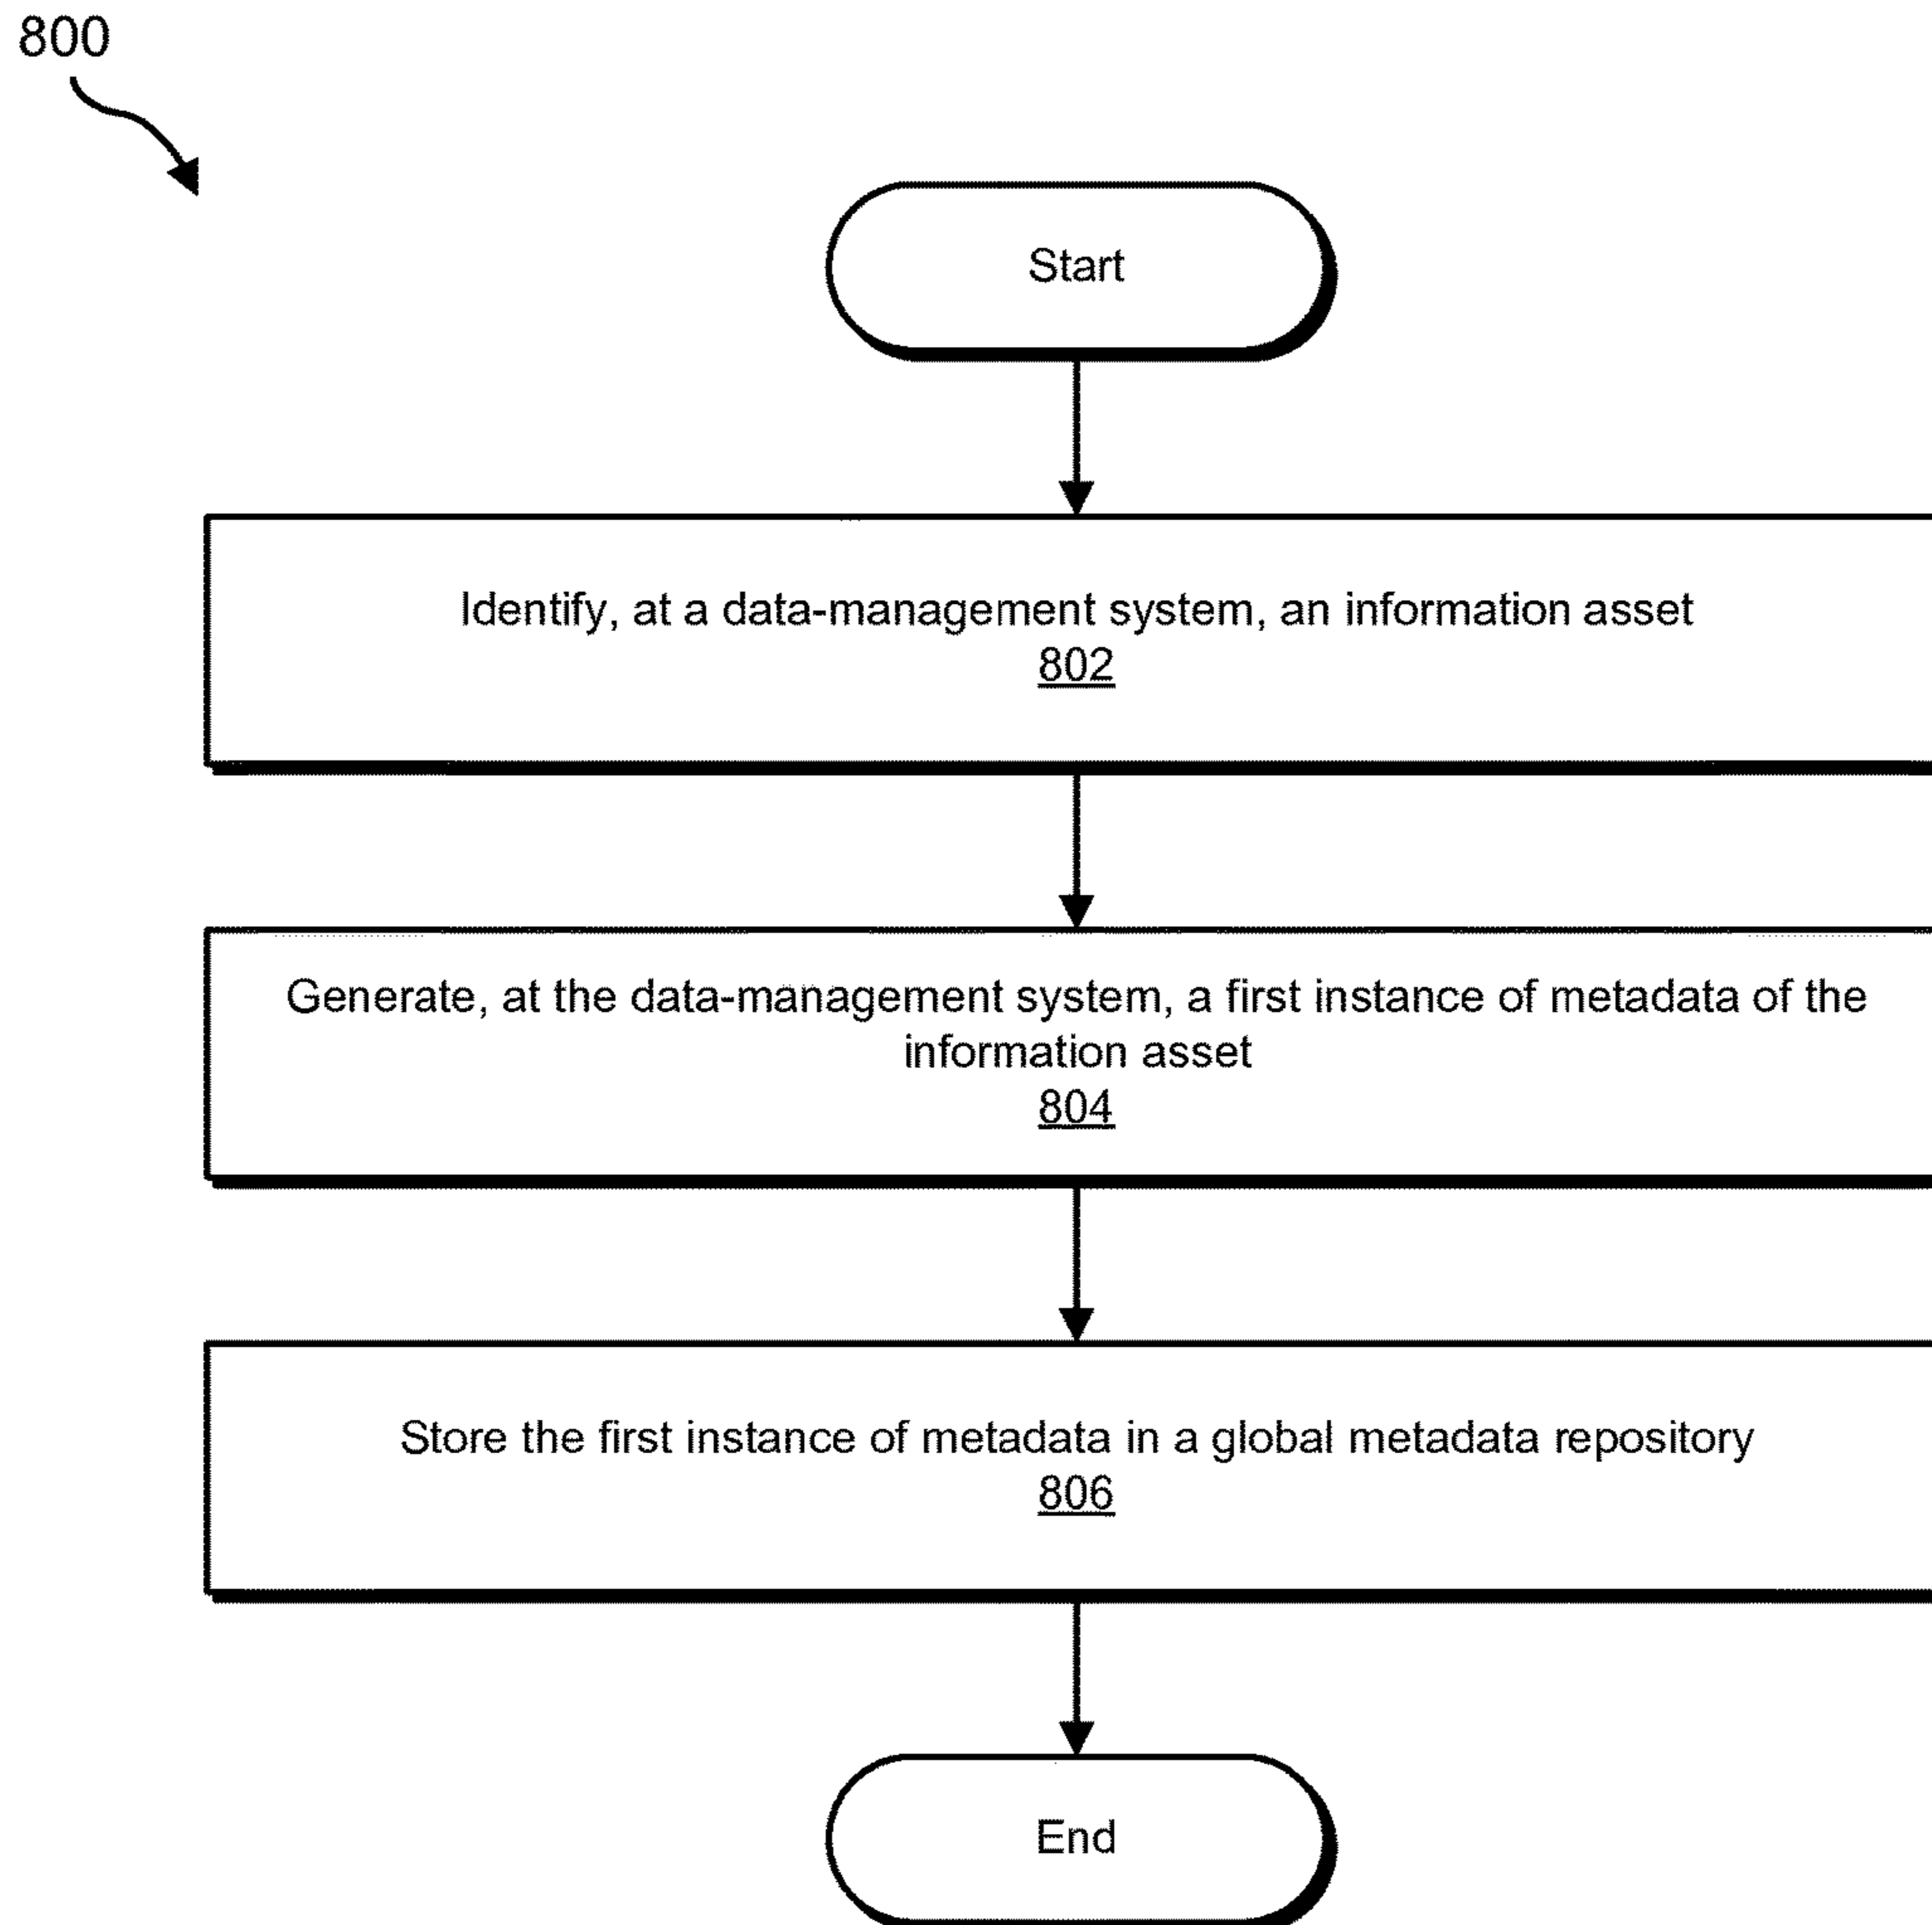 800
Start
Identify, at a data-management system, an information asset
802
Generate, at the data-management system, a first instance of metadata of the
information asset
804
Store the first instance of metadata in a global metadata repository
806
End